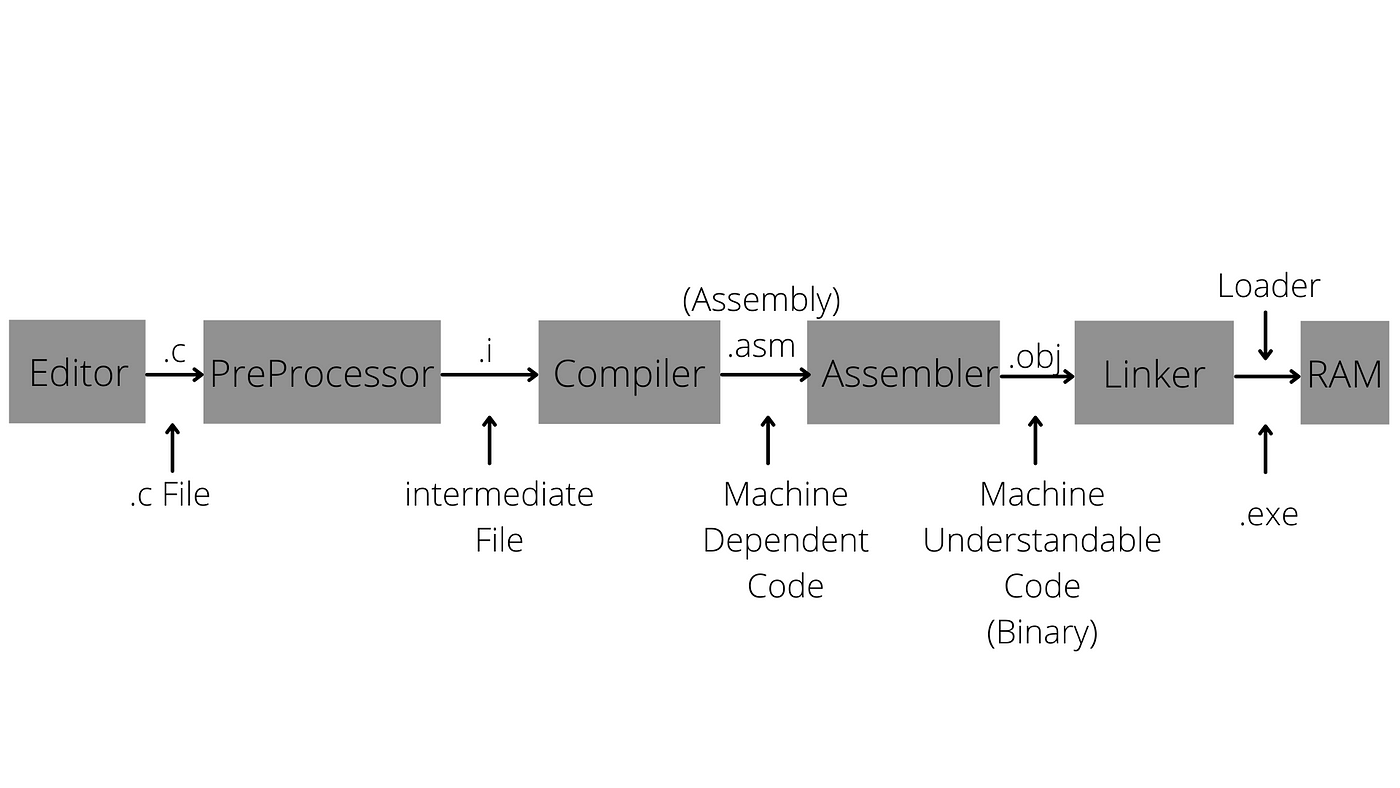 Loader
(Assembly)
.c
.i
.asm
.obj
Editor
PreProcessor
Compiler
Assembler
Linker
RAM
.c File
intermediate
File
Machine
Dependent
Code
Machine
Understandable
Code
(Binary)
.exe